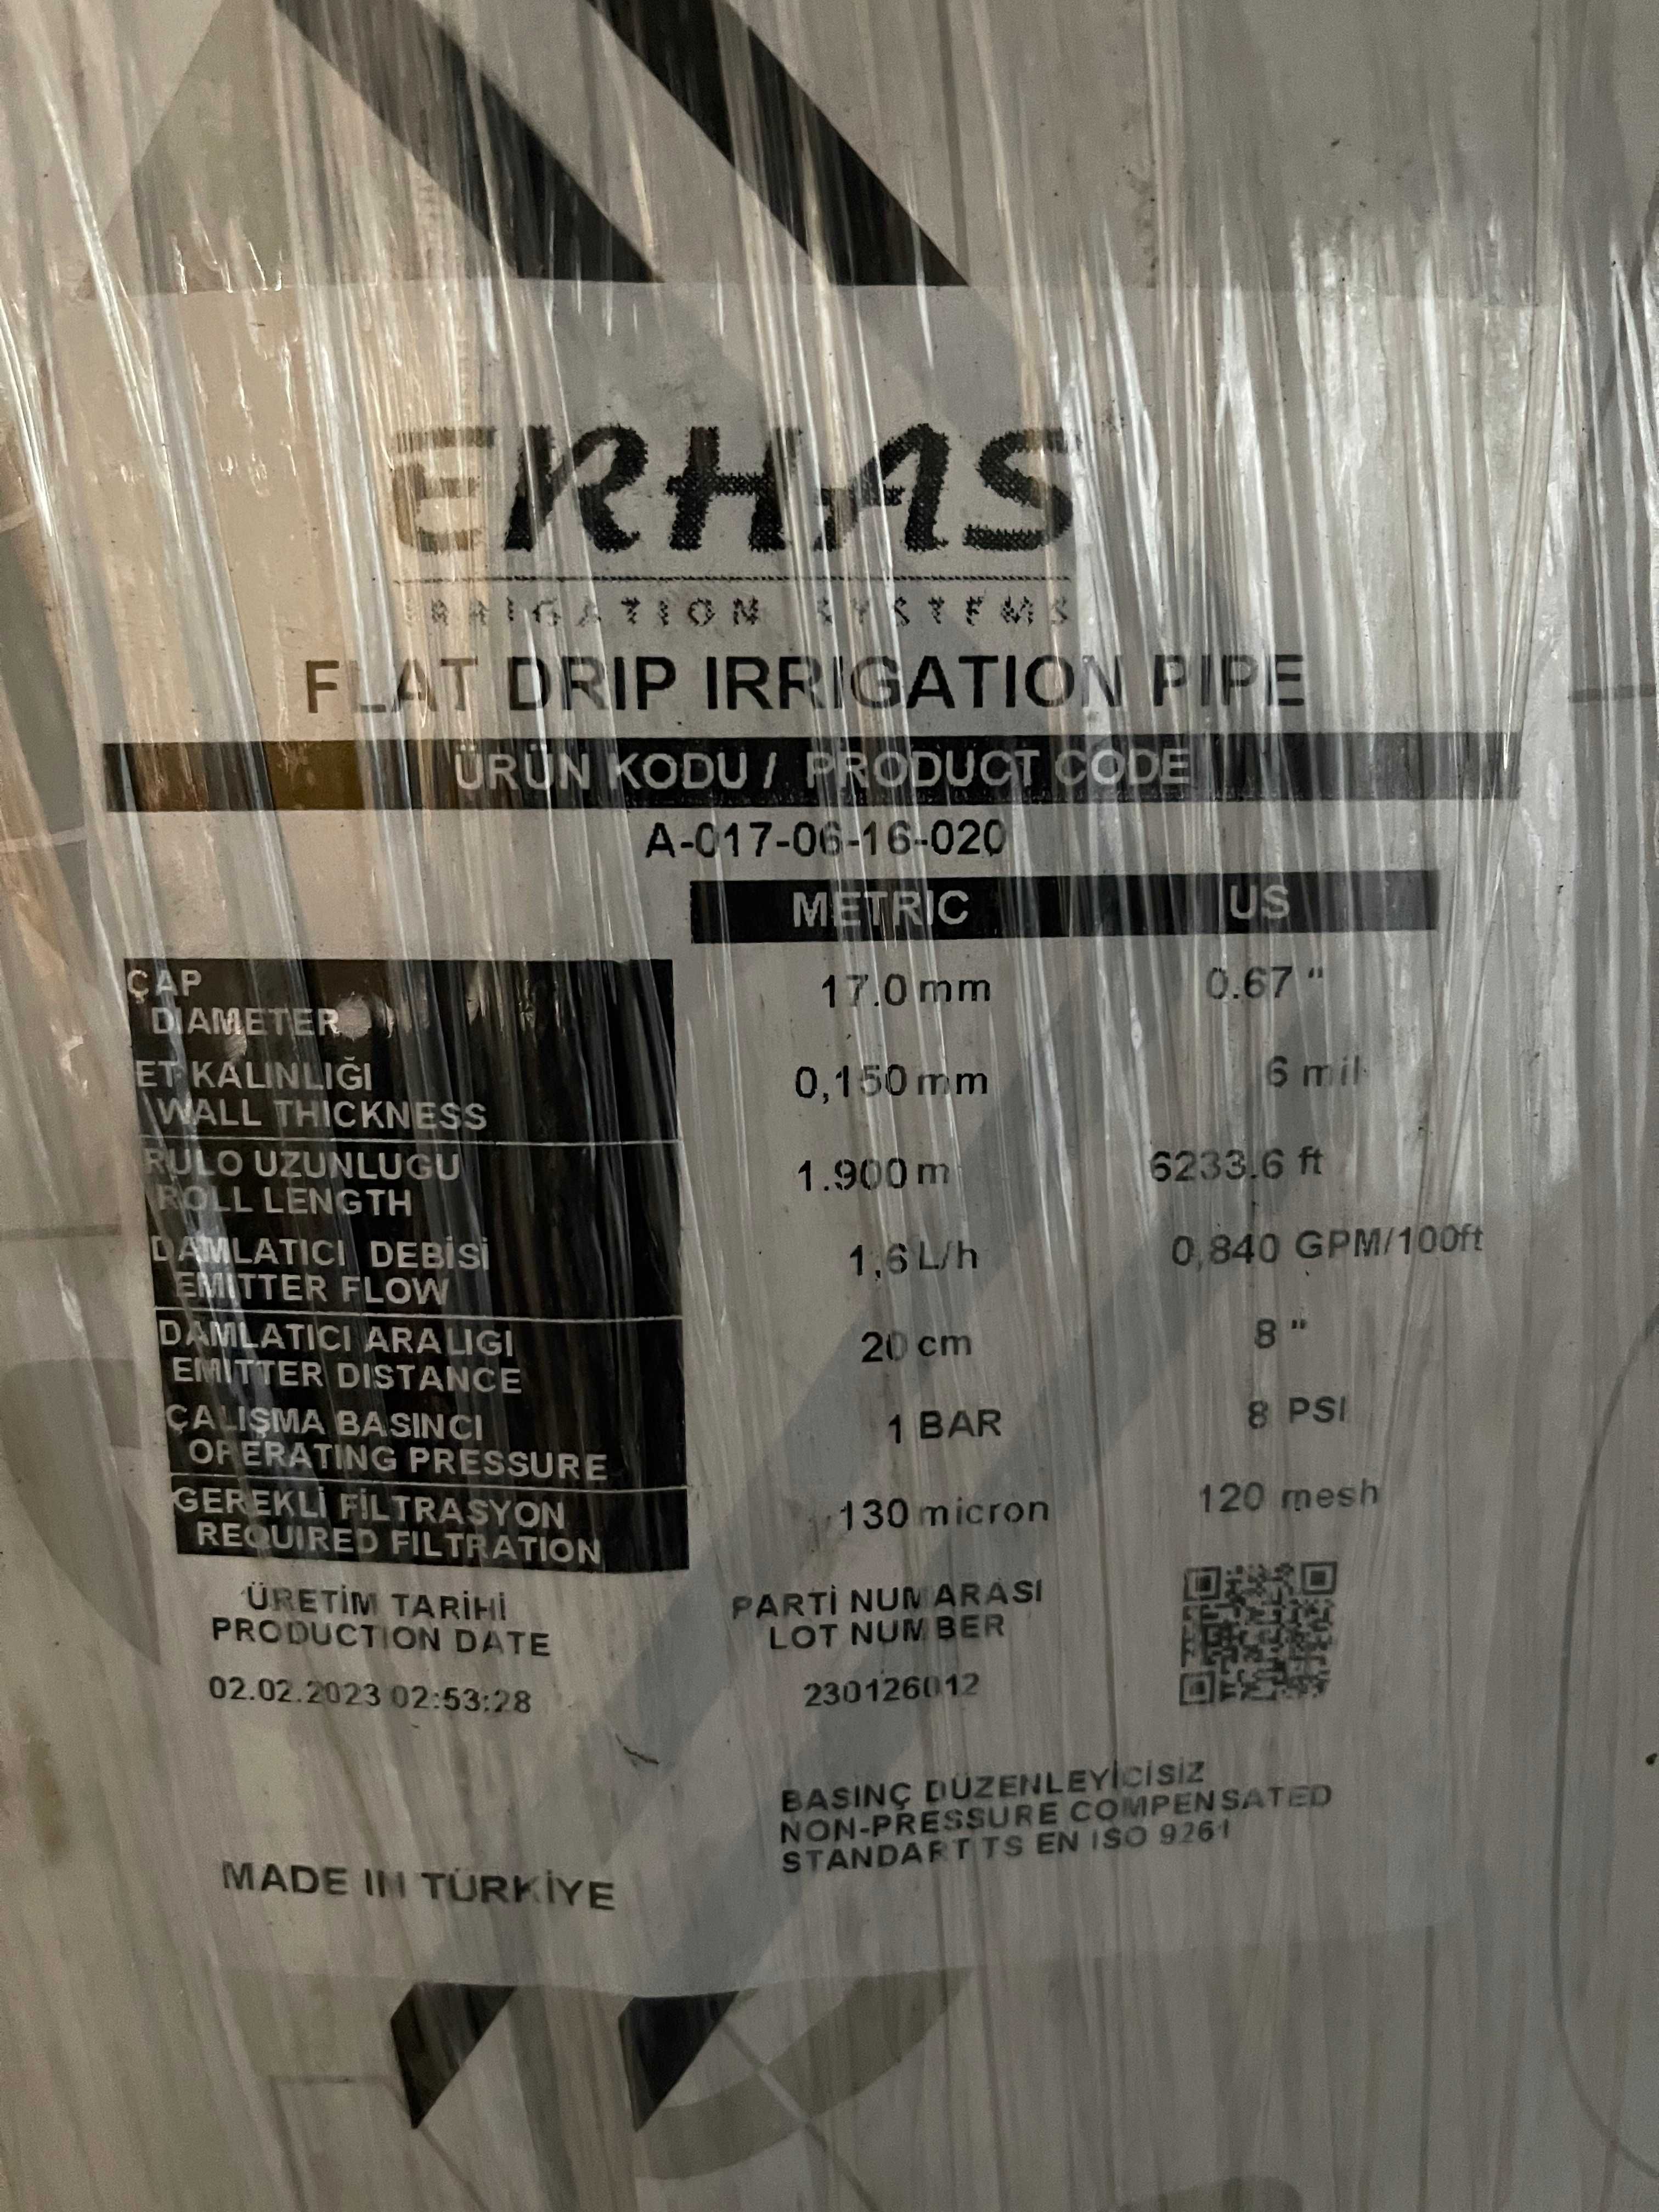 ERHAS
IRRIGATION SYSTEMS
FLAT DRIP IRRIGATION PIPE
ÜRÜN KODU / PRODUCT CODE
A-017-06-16-020
METRIC US
ÇAP
DIAMETER
17.0 mm 0.67 "
ET KALINLIĞI
WALL THICKNESS
0,150 mm 6 mil
RULO UZUNLUGU
ROLL LENGTH
1.900 m 6233.6 ft
DAMLATICI DEBİSİ
EMITTER FLOW
1,6 L/h 0,840 GPM/100ft
DAMLATICI ARALIGI
EMITTER DISTANCE
20 cm 8 "
ÇALIŞMA BASINCI
OPERATING PRESSURE
1 BAR 8 PSI
GEREKLİ FİLTRASYON
REQUIRED FILTRATION
130 micron 120 mesh
ÜRETİM TARİHİ
PRODUCTION DATE
02.02.2023 02:53:28
PARTİ NUMARASI
LOT NUMBER
230126012
BASINÇ DÜZENLEYİCİSİZ
NON-PRESSURE COMPENSATED
STANDART TS EN ISO 9261
MADE IN TÜRKİYE